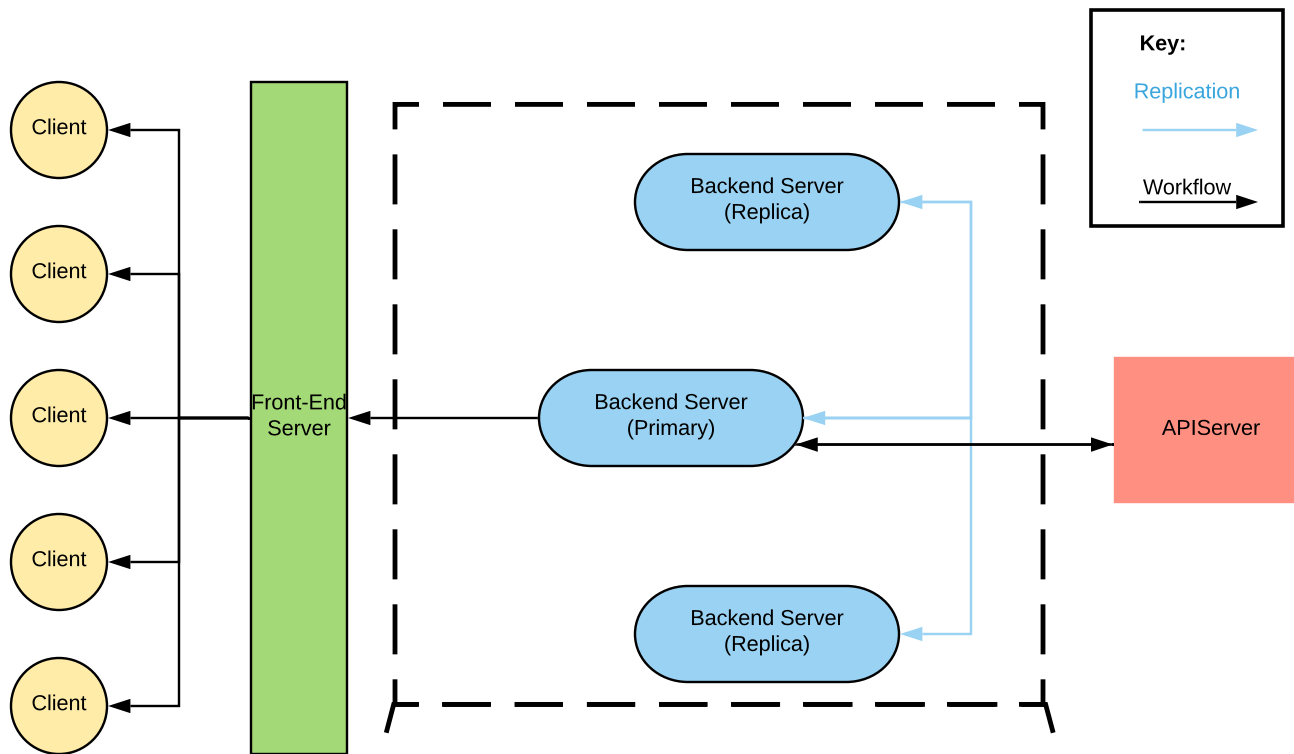 Key:
Replication
Workflow
Client
Client
Client
Client
Client
Front-End
Server
Backend Server
(Replica)
Backend Server
(Primary)
Backend Server
(Replica)
APIServer